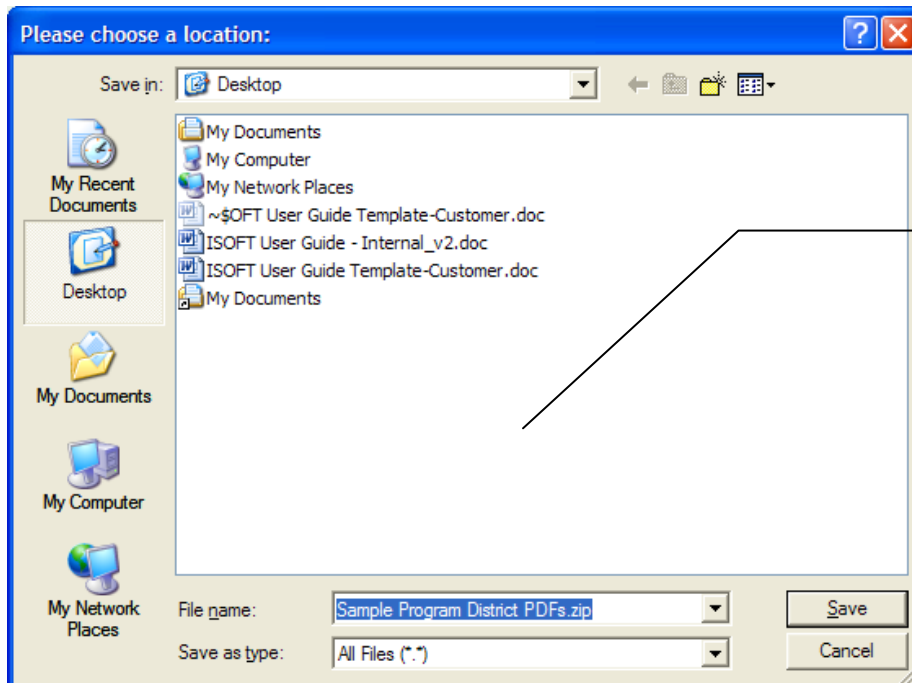 Please choose a location:
Save in: Desktop
My Recent
Documents
Desktop
My Documents
My Computer
My Network
Places
My Documents
My Computer
My Network Places
~$OFT User Guide Template-Customer.doc
ISOFT User Guide - Internal_v2.doc
ISOFT User Guide Template-Customer.doc
My Documents
File name: Sample Program District PDFs.zip Save
Save as type: All Files (*.*) Cancel